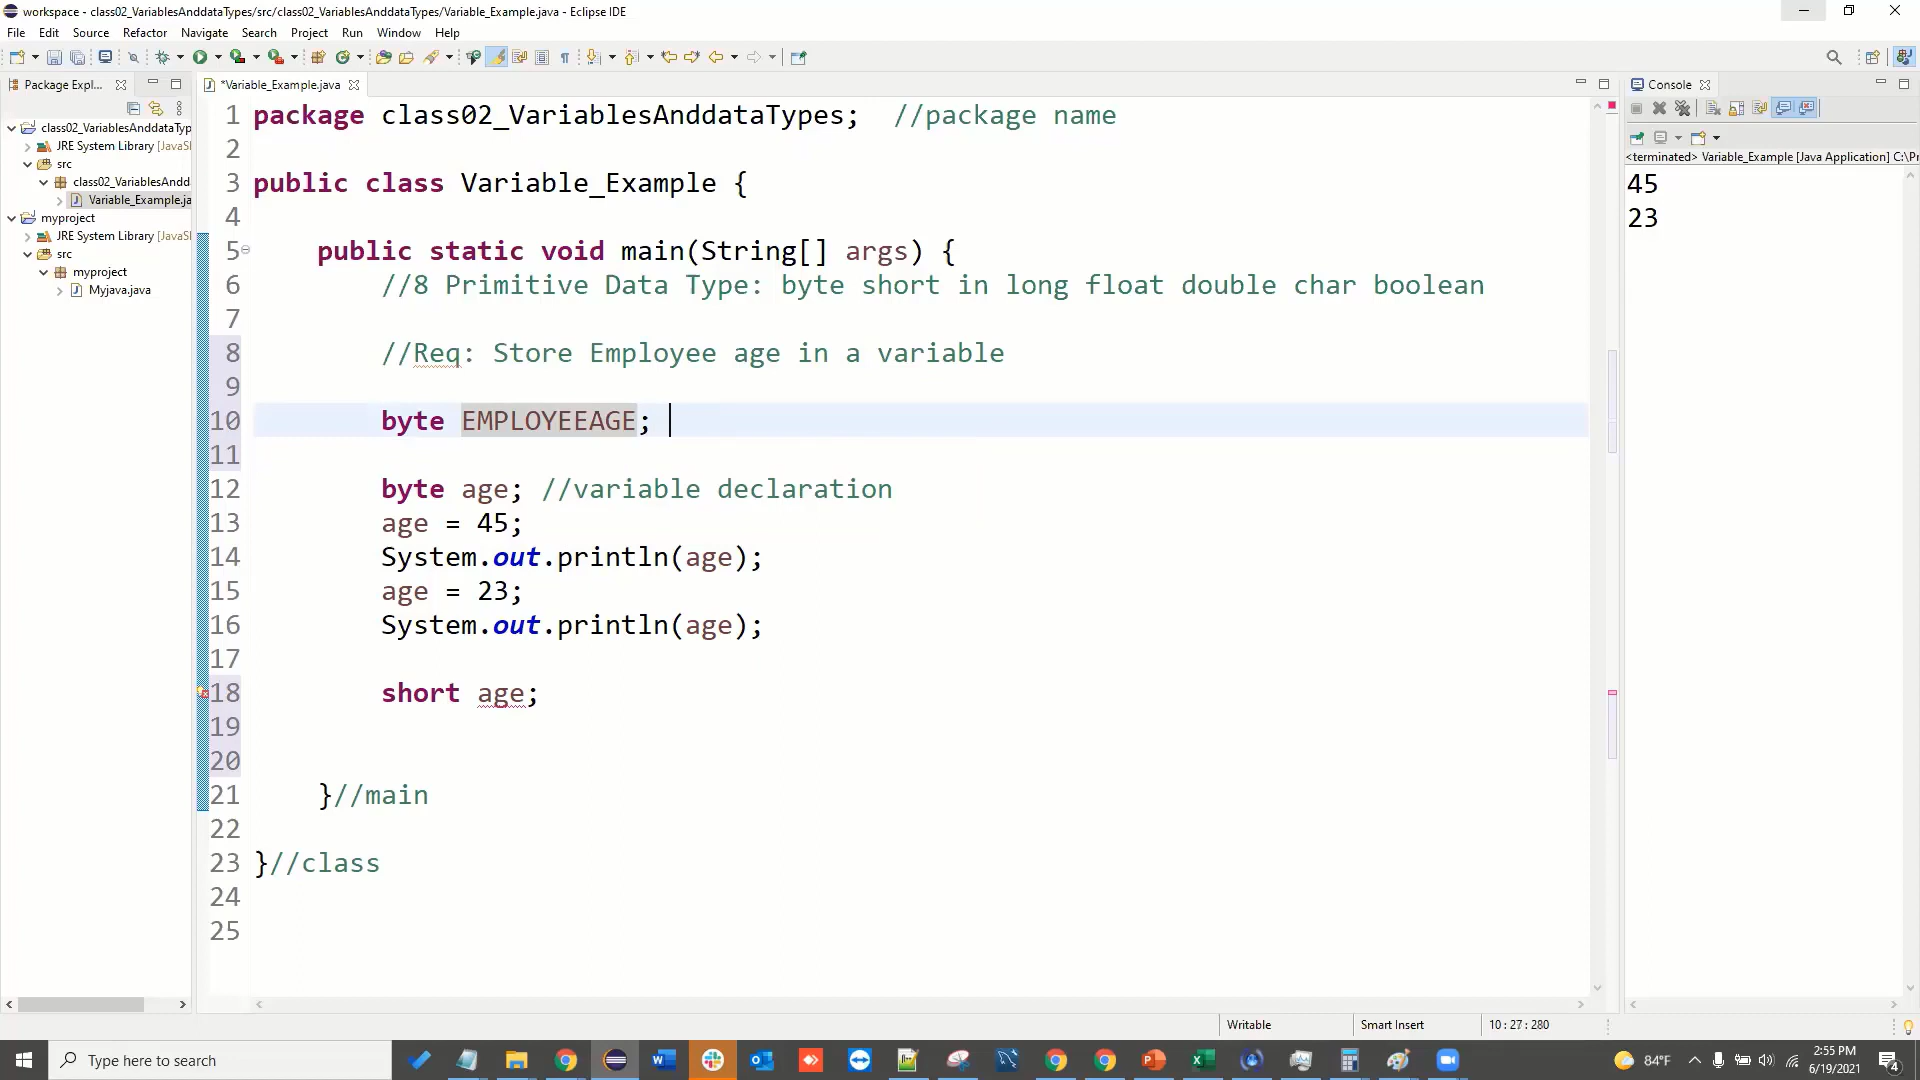 workspace - class02_VariablesAnddataTypes/src/class02_VariablesAnddataTypes/Variable_Example.java - Eclipse IDE
File Edit Source Refactor Navigate Search Project Run Window Help
Package Expl...
class02_VariablesAnddataTyp
JRE System Library [JavaSI
src
class02_VariablesAndd
Variable_Example.ja
myproject
JRE System Library [JavaSI
src
myproject
Myjava.java
*Variable_Example.java
1 package class02_VariablesAnddataTypes; //package name
2
3 public class Variable_Example {
4
5 public static void main(String[] args) {
6 //8 Primitive Data Type: byte short in long float double char boolean
7
8 //Req: Store Employee age in a variable
9
10 byte EMPLOYEEAGE;
11
12 byte age; //variable declaration
13 age = 45;
14 System.out.println(age);
15 age = 23;
16 System.out.println(age);
17
18 short age;
19
20
21 }//main
22
23 }//class
24
25
Console
<terminated> Variable_Example [Java Application] C:\Pr
45
23
Writable Smart Insert 10 : 27 : 280
Type here to search
84°F
2:55 PM
6/19/2021
4